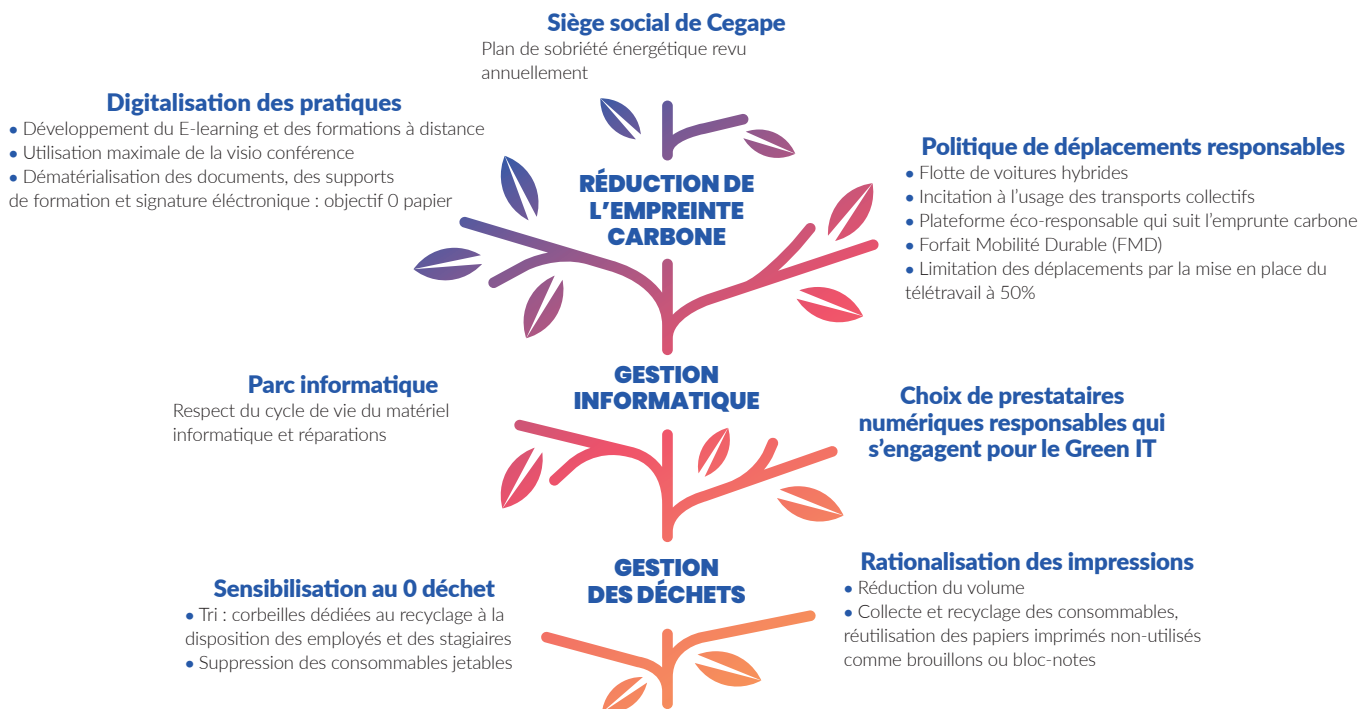 Siège social de Cegape
Plan de sobriété énergétique revu
annuellement
Digitalisation des pratiques
• Développement du E-learning et des formations à distance
• Utilisation maximale de la visio conférence
• Dématérialisation des documents, des supports
de formation et signature éléctronique : objectif 0 papier
RÉDUCTION DE
L’EMPREINTE
CARBONE
Politique de déplacements responsables
• Flotte de voitures hybrides
• Incitation à l’usage des transports collectifs
• Plateforme éco-responsable qui suit l’emprunte carbone
• Forfait Mobilité Durable (FMD)
• Limitation des déplacements par la mise en place du
télétravail à 50%
Parc informatique
Respect du cycle de vie du matériel
informatique et réparations
GESTION
INFORMATIQUE
Choix de prestataires
numériques responsables qui
s’engagent pour le Green IT
Sensibilisation au 0 déchet
• Tri : corbeilles dédiées au recyclage à la
disposition des employés et des stagiaires
• Suppression des consommables jetables
GESTION
DES DÉCHETS
Rationalisation des impressions
• Réduction du volume
• Collecte et recyclage des consommables,
réutilisation des papiers imprimés non-utilisés
comme brouillons ou bloc-notes